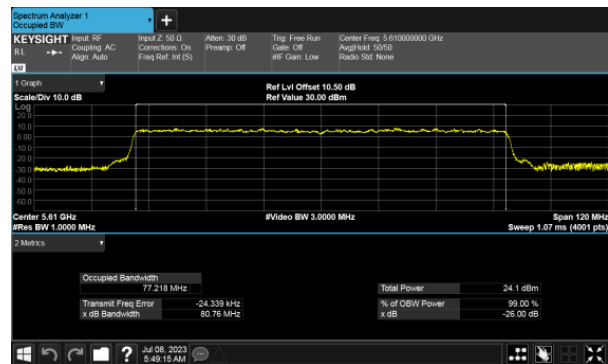 Spectrum Analyzer 1
Occupied BW
KEYSIGHT Input: RF Input Z: 50 Ω Atten: 30 dB Trig: Free Run Center Freq: 5.610000000 GHz
RL Coupling: AC Corrections: On Preamp: Off Gate: Off Avg|Hold: 50/50
Align: Auto Freq Ref: Int (S) #IF Gain: Low Radio Std: None
LXI
1 Graph
Ref Lvl Offset 10.50 dB
Scale/Div 10.0 dB Ref Value 30.00 dBm
Log
20.0
10.0
0.00
-10.0
-20.0
-30.0
-40.0
-50.0
-60.0
Center 5.61 GHz #Video BW 3.0000 MHz Span 120 MHz
#Res BW 1.0000 MHz Sweep 1.07 ms (4001 pts)
2 Metrics
Occupied Bandwidth
77.218 MHz Total Power 24.1 dBm
Transmit Freq Error -24.339 kHz % of OBW Power 99.00 %
x dB Bandwidth 80.76 MHz x dB -26.00 dB
? Jul 08, 2023
5:49:15 AM